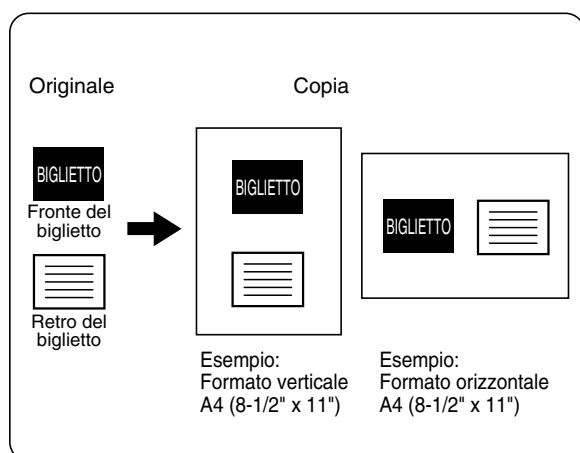 Originale
Copia
BIGLIETTO
Fronte del
biglietto
Retro del
biglietto
BIGLIETTO
BIGLIETTO
Esempio:
Formato verticale
A4 (8-1/2" x 11")
Esempio:
Formato orizzontale
A4 (8-1/2" x 11")